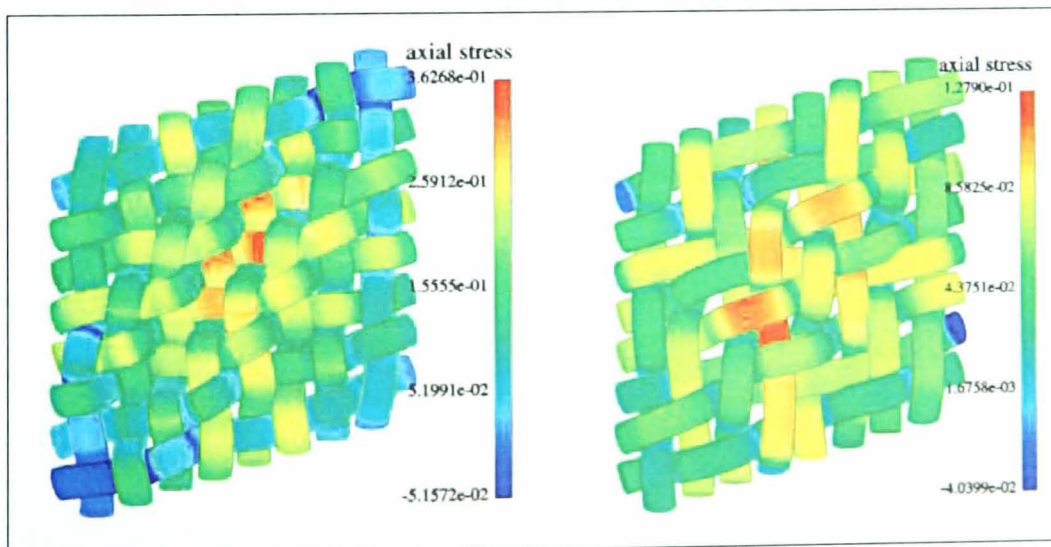 axial stress
3.6268e-01
2.5912e-01
1.5555e-01
5.1991e-02
-5.1572e-02
axial stress
1.2790e-01
8.5825e-02
4.3751e-02
1.6758e-03
-4.0399e-02